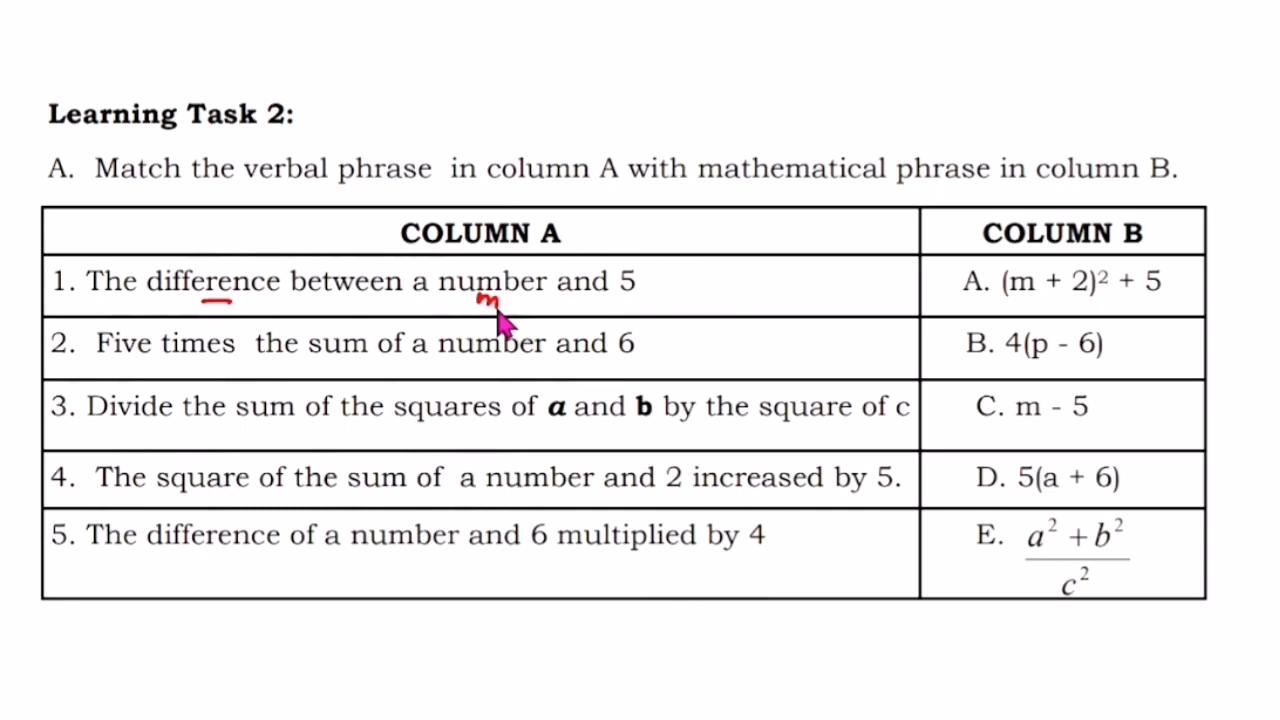 Learning Task 2:
A. Match the verbal phrase in column A with mathematical phrase in column B.
COLUMN A COLUMN B
1. The difference between a number and 5 A. (m + 2)² + 5
m
2. Five times the sum of a number and 6 B. 4(p - 6)
3. Divide the sum of the squares of a and b by the square of c C. m - 5
4. The square of the sum of a number and 2 increased by 5. D. 5(a + 6)
5. The difference of a number and 6 multiplied by 4 E. a² + b²
c²